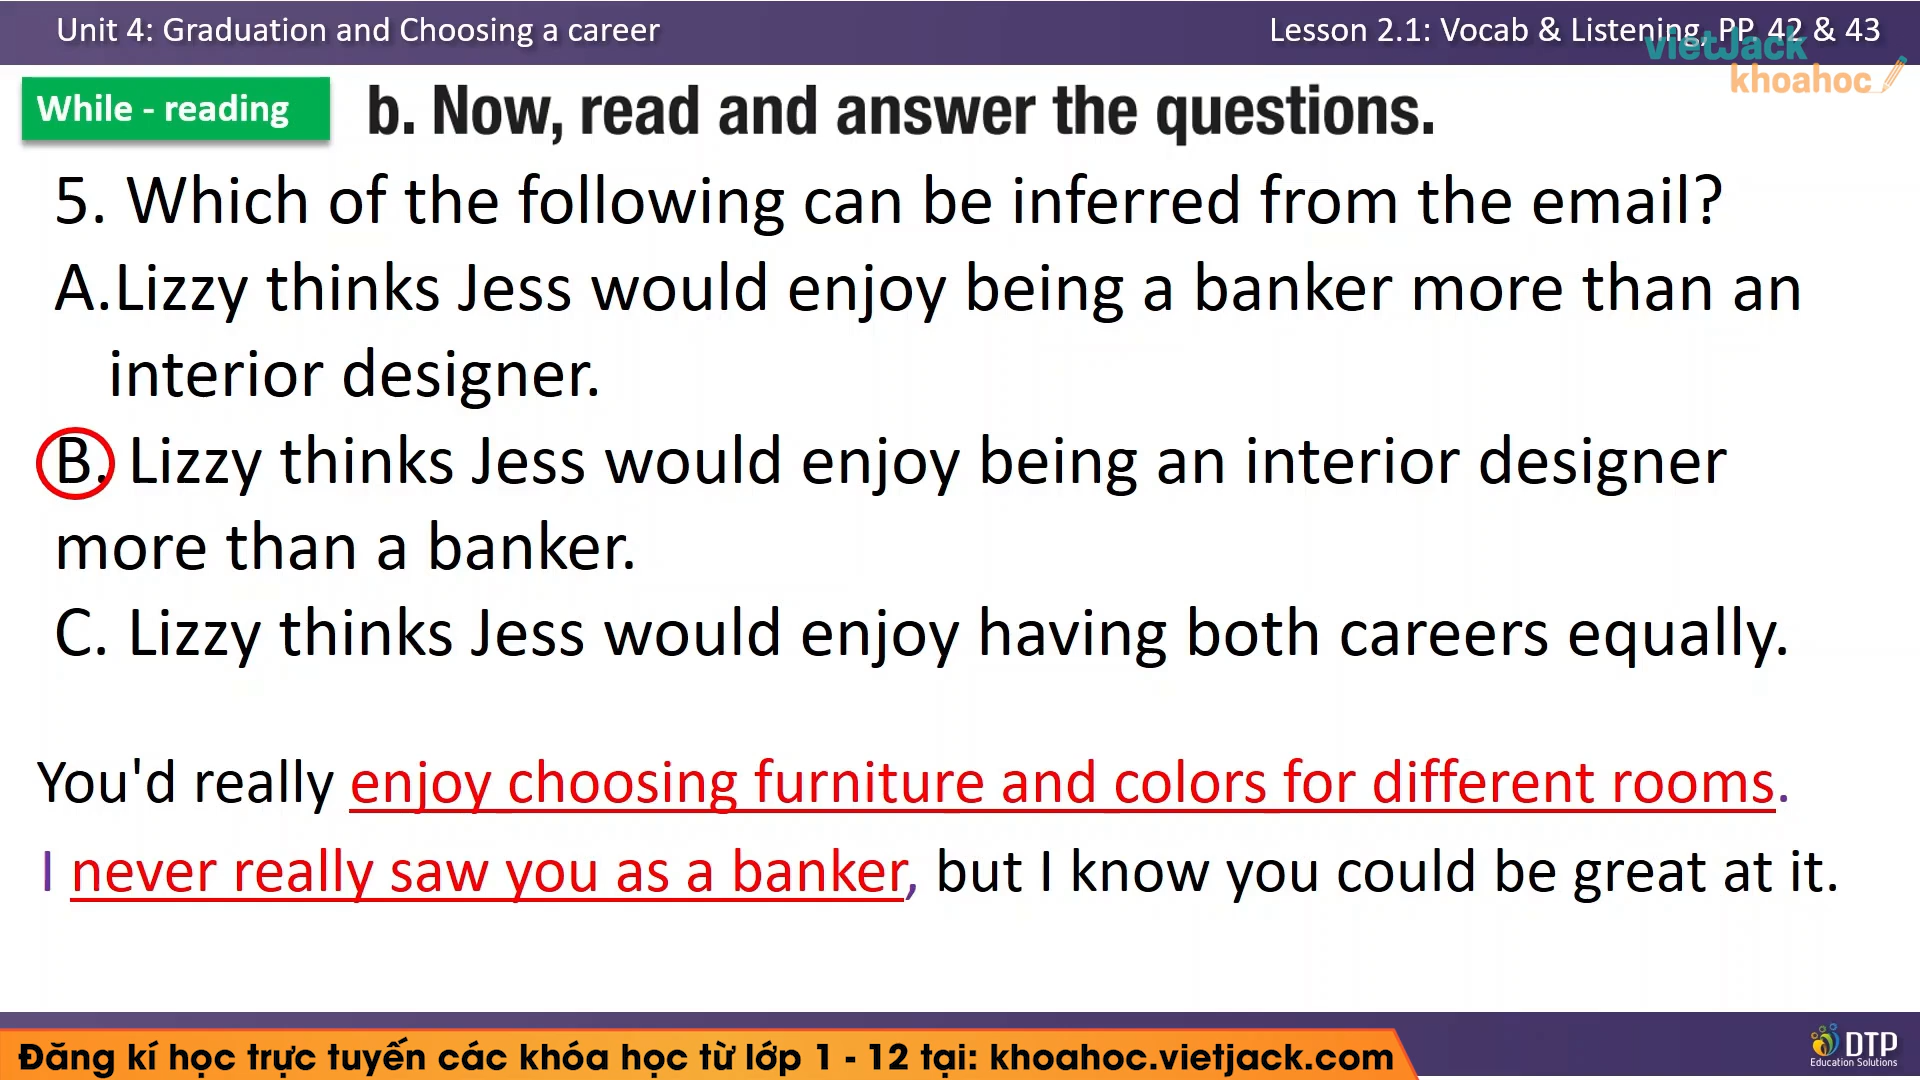 Unit 4: Graduation and Choosing a career
Lesson 2.1: Vocab & Listening, PP. 42 & 43
vietJack
khoahoc
While - reading
b. Now, read and answer the questions.
5. Which of the following can be inferred from the email?
A.Lizzy thinks Jess would enjoy being a banker more than an
interior designer.
B. Lizzy thinks Jess would enjoy being an interior designer
more than a banker.
C. Lizzy thinks Jess would enjoy having both careers equally.
You'd really enjoy choosing furniture and colors for different rooms.
I never really saw you as a banker, but I know you could be great at it.
Đăng kí học trực tuyến các khóa học từ lớp 1 - 12 tại: khoahoc.vietjack.com
DTP
Education Solutions